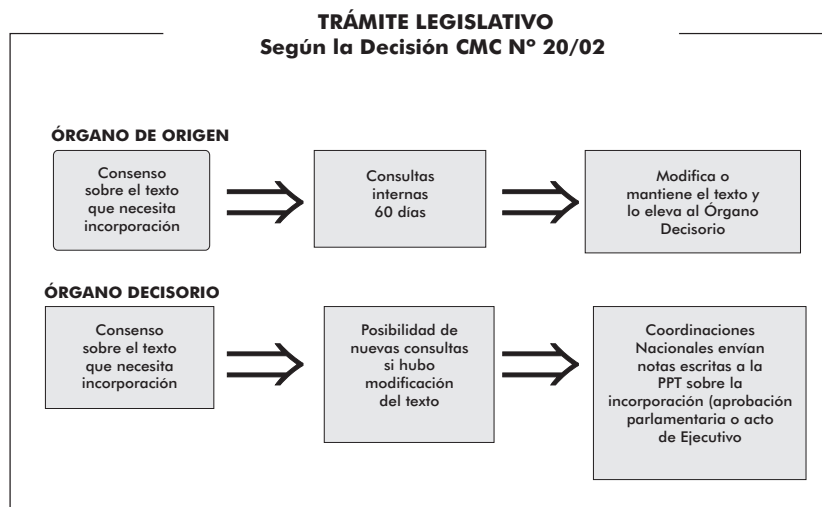 TRÁMITE LEGISLATIVO
Según la Decisión CMC Nº 20/02
ÓRGANO DE ORIGEN
Consenso
sobre el texto
que necesita
incorporación
Consultas
internas
60 días
Modifica o
mantiene el texto y
lo eleva al Órgano
Decisorio
ÓRGANO DECISORIO
Consenso
sobre el texto
que necesita
incorporación
Posibilidad de
nuevas consultas
si hubo
modificación
del texto
Coordinaciones
Nacionales envían
notas escritas a la
PPT sobre la
incorporación (aprobación
parlamentaria o acto
de Ejecutivo